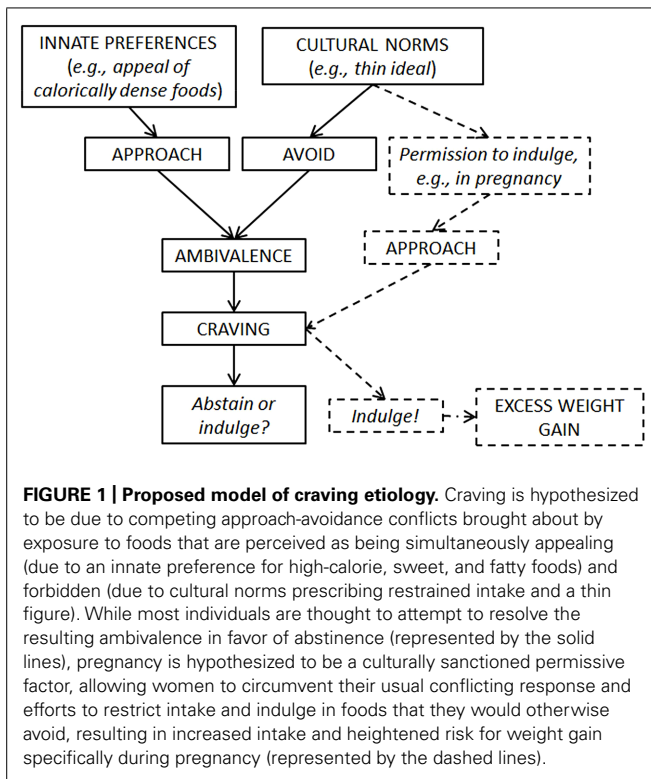 INNATE PREFERENCES
(e.g., appeal of
calorically dense foods)
CULTURAL NORMS
(e.g., thin ideal)
APPROACH
AVOID
Permission to indulge,
e.g., in pregnancy
AMBIVALENCE
APPROACH
CRAVING
Abstain or
indulge?
Indulge!
EXCESS WEIGHT
GAIN
FIGURE 1 | Proposed model of craving etiology. Craving is hypothesized
to be due to competing approach-avoidance conflicts brought about by
exposure to foods that are perceived as being simultaneously appealing
(due to an innate preference for high-calorie, sweet, and fatty foods) and
forbidden (due to cultural norms prescribing restrained intake and a thin
figure). While most individuals are thought to attempt to resolve the
resulting ambivalence in favor of abstinence (represented by the solid
lines), pregnancy is hypothesized to be a culturally sanctioned permissive
factor, allowing women to circumvent their usual conflicting response and
efforts to restrict intake and indulge in foods that they would otherwise
avoid, resulting in increased intake and heightened risk for weight gain
specifically during pregnancy (represented by the dashed lines).